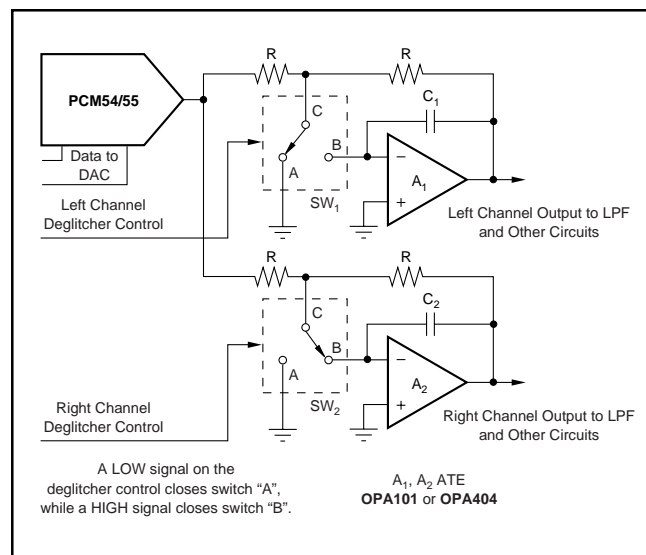 R
R
PCM54/55
C
C1
B
Data to
DAC
A
−
A1
+
SW1
Left Channel
Deglitcher Control
Left Channel Output to LPF
and Other Circuits
R
R
C
C2
B
A
−
A2
+
SW2
Right Channel
Deglitcher Control
Right Channel Output to LPF
and Other Circuits
A LOW signal on the
deglitcher control closes switch “A”,
while a HIGH signal closes switch “B”.
A1, A2 ATE
OPA101 or OPA404